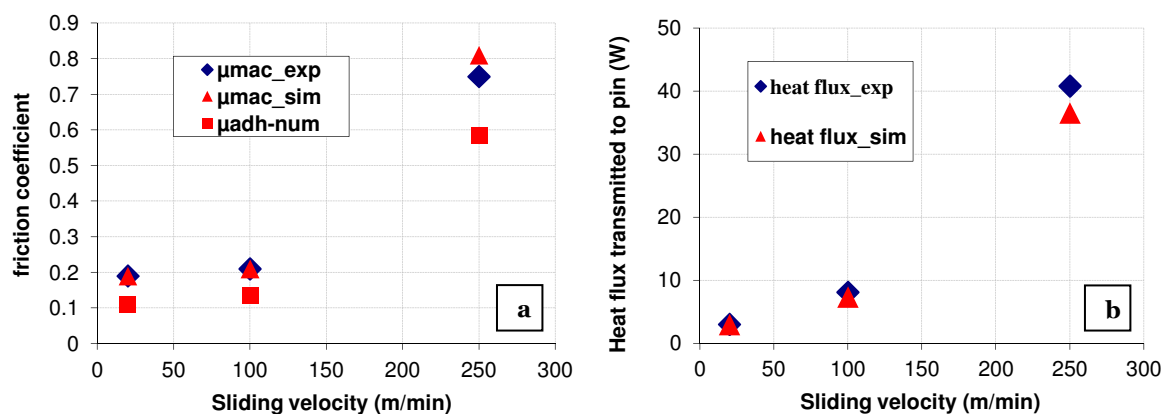 0.9
0.8
0.7
0.6
0.5
0.4
0.3
0.2
0.1
0
friction coefficient
µmac_exp
µmac_sim
µadh-num
a
0 50 100 150 200 250 300
Sliding velocity (m/min)
50
40
30
20
10
0
Heat flux transmitted to pin (W)
heat flux_exp
heat flux_sim
b
0 50 100 150 200 250 300
Sliding velocity (m/min)